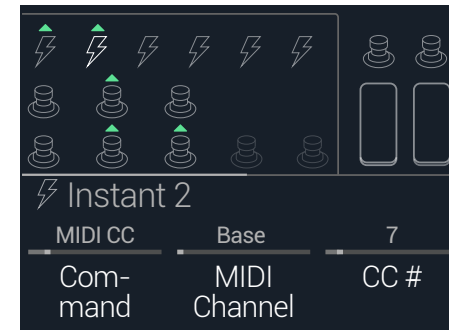 Instant 2
MIDI CC Base 7
Com- MIDI CC #
mand Channel